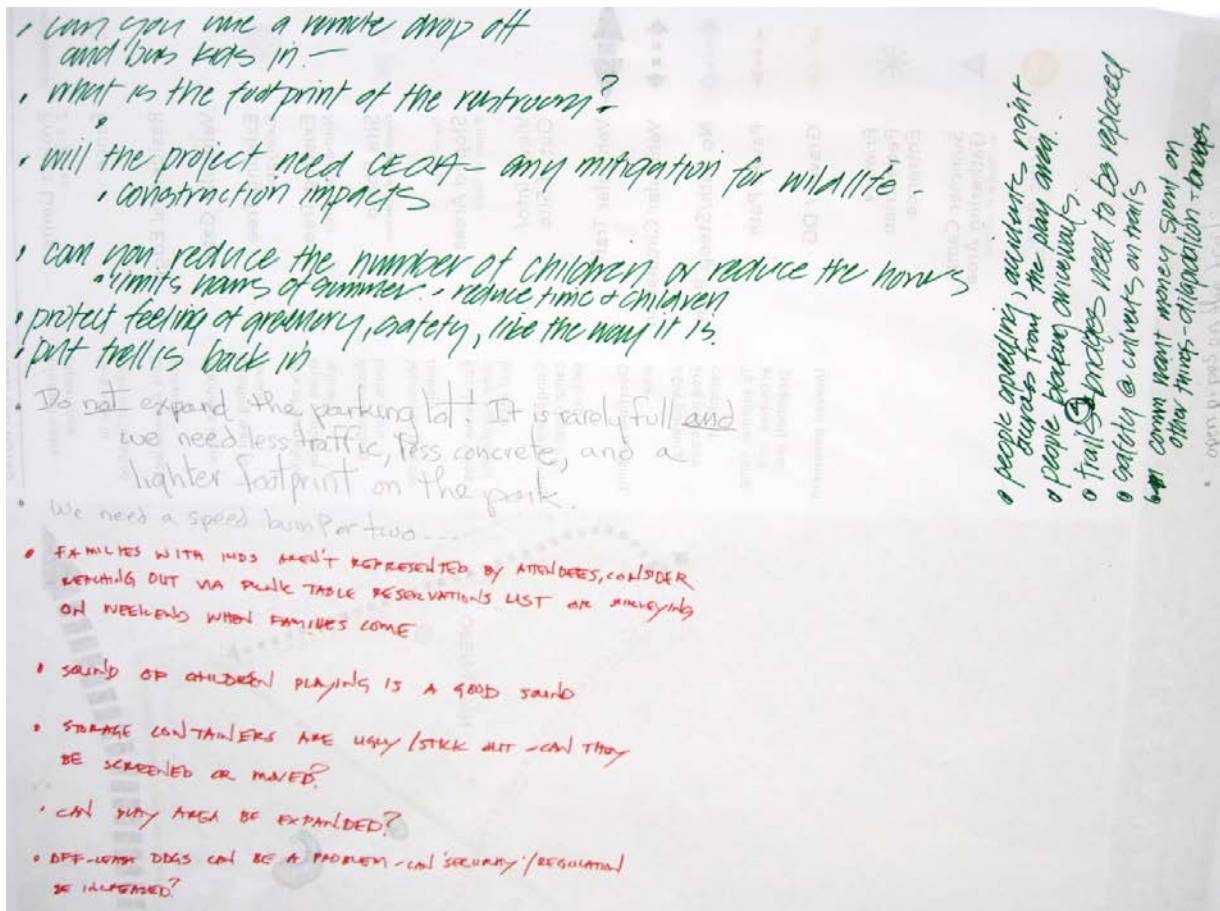 • can you use a remote drop off
and bus kids in. —
• what is the footprint of the restroom?
•
• will the project need CEQA — any mitigation for wildlife -
• construction impacts
• can you reduce the number of children or reduce the hours
• limits hours of summer. - reduce time + children
• protect feeling of greenery, safety, like the way it is.
• put trellis back in
• Do not expand the parking lot! It is rarely full and
we need less traffic, less concrete, and a
lighter footprint on the park.
• We need a speed bump or two ....
• FAMILIES WITH KIDS AREN'T REPRESENTED BY ATTENDEES, CONSIDER
REACHING OUT VIA PICNIC TABLE RESERVATIONS LIST OR SURVEYING
ON WEEKEND WHEN FAMILIES COME
• SOUND OF CHILDREN PLAYING IS A GOOD SOUND
• STORAGE CONTAINERS ARE UGLY / STICK OUT - CAN THEY
BE SCREENED OR MOVED?
• CAN PLAY AREA BE EXPANDED?
• OFF-LEASH DOGS CAN BE A PROBLEM - CAN 'SECURITY' / REGULATION
BE INCREASED?
• people speeding, accidents right
across from the play area..
• people backing driveways.
• trails bridges need to be replaced
• safety @ culverts on trails
comm want money spent on
other things - dilapidation + bridges